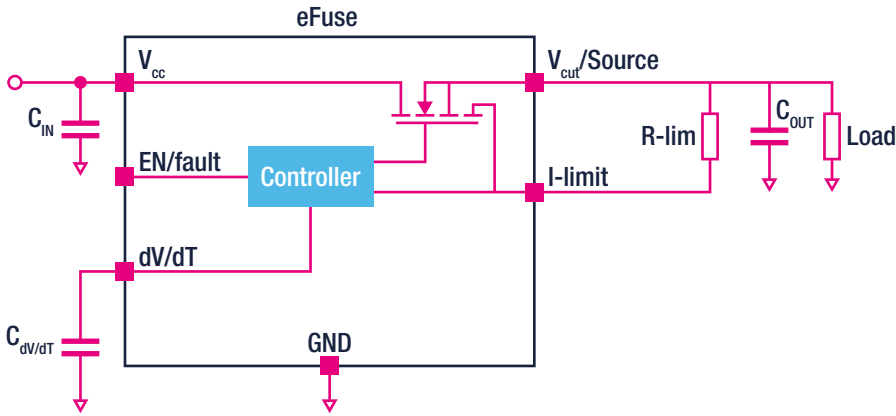 eFuse
Vcc
Vcut/Source
CIN
COUT
R-lim
Load
EN/fault
Controller
I-limit
dV/dT
CdV/dT
GND